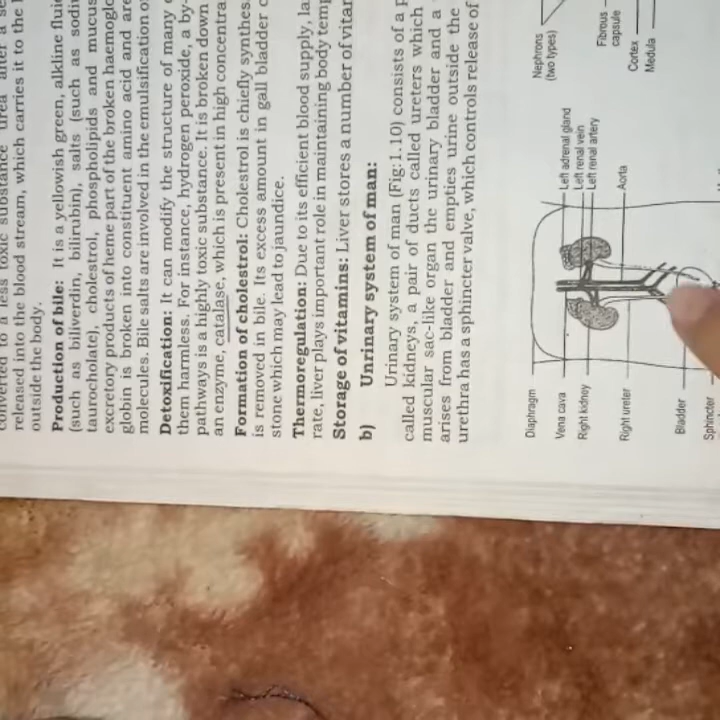 converted to a less toxic substance urea after a
released into the blood stream, which carries it to the
outside the body.
Production of bile: It is a yellowish green, alkline
(such as biliverdin, bilirubin), salts (such as
taurocholate), cholestrol, phospholipids and mucus
excretory products of heme part of the broken
globin is broken into constituent amino acid and are
molecules. Bile salts are involved in the emulsification
Detoxification: It can modify the structure of many
them harmless. For instance, hydrogen peroxide, a by-
pathways is a highly toxic substance. It is broken down
an enzyme, catalase, which is present in high
Formation of cholestrol: Cholestrol is chiefly
is removed in bile. Its excess amount in gall bladder
stone which may lead to jaundice.
Thermoregulation: Due to its efficient blood supply,
rate, liver plays important role in maintaining body
Storage of vitamins: Liver stores a number of
b) Unrinary system of man:
Urinary system of man (Fig:1.10) consists of a
called kidneys, a pair of ducts called ureters which
muscular sac-like organ the urinary bladder and a
arises from bladder and empties urine outside the
urethra has a sphincter valve, which controls release of
Diaphragm
Vena cava
Right kidney
Right ureter
Bladder
Sphincter
Left adrenal gland
Left renal vein
Left renal artery
Aorta
Nephrons
(two types)
Fibrous
capsule
Cortex
Medula